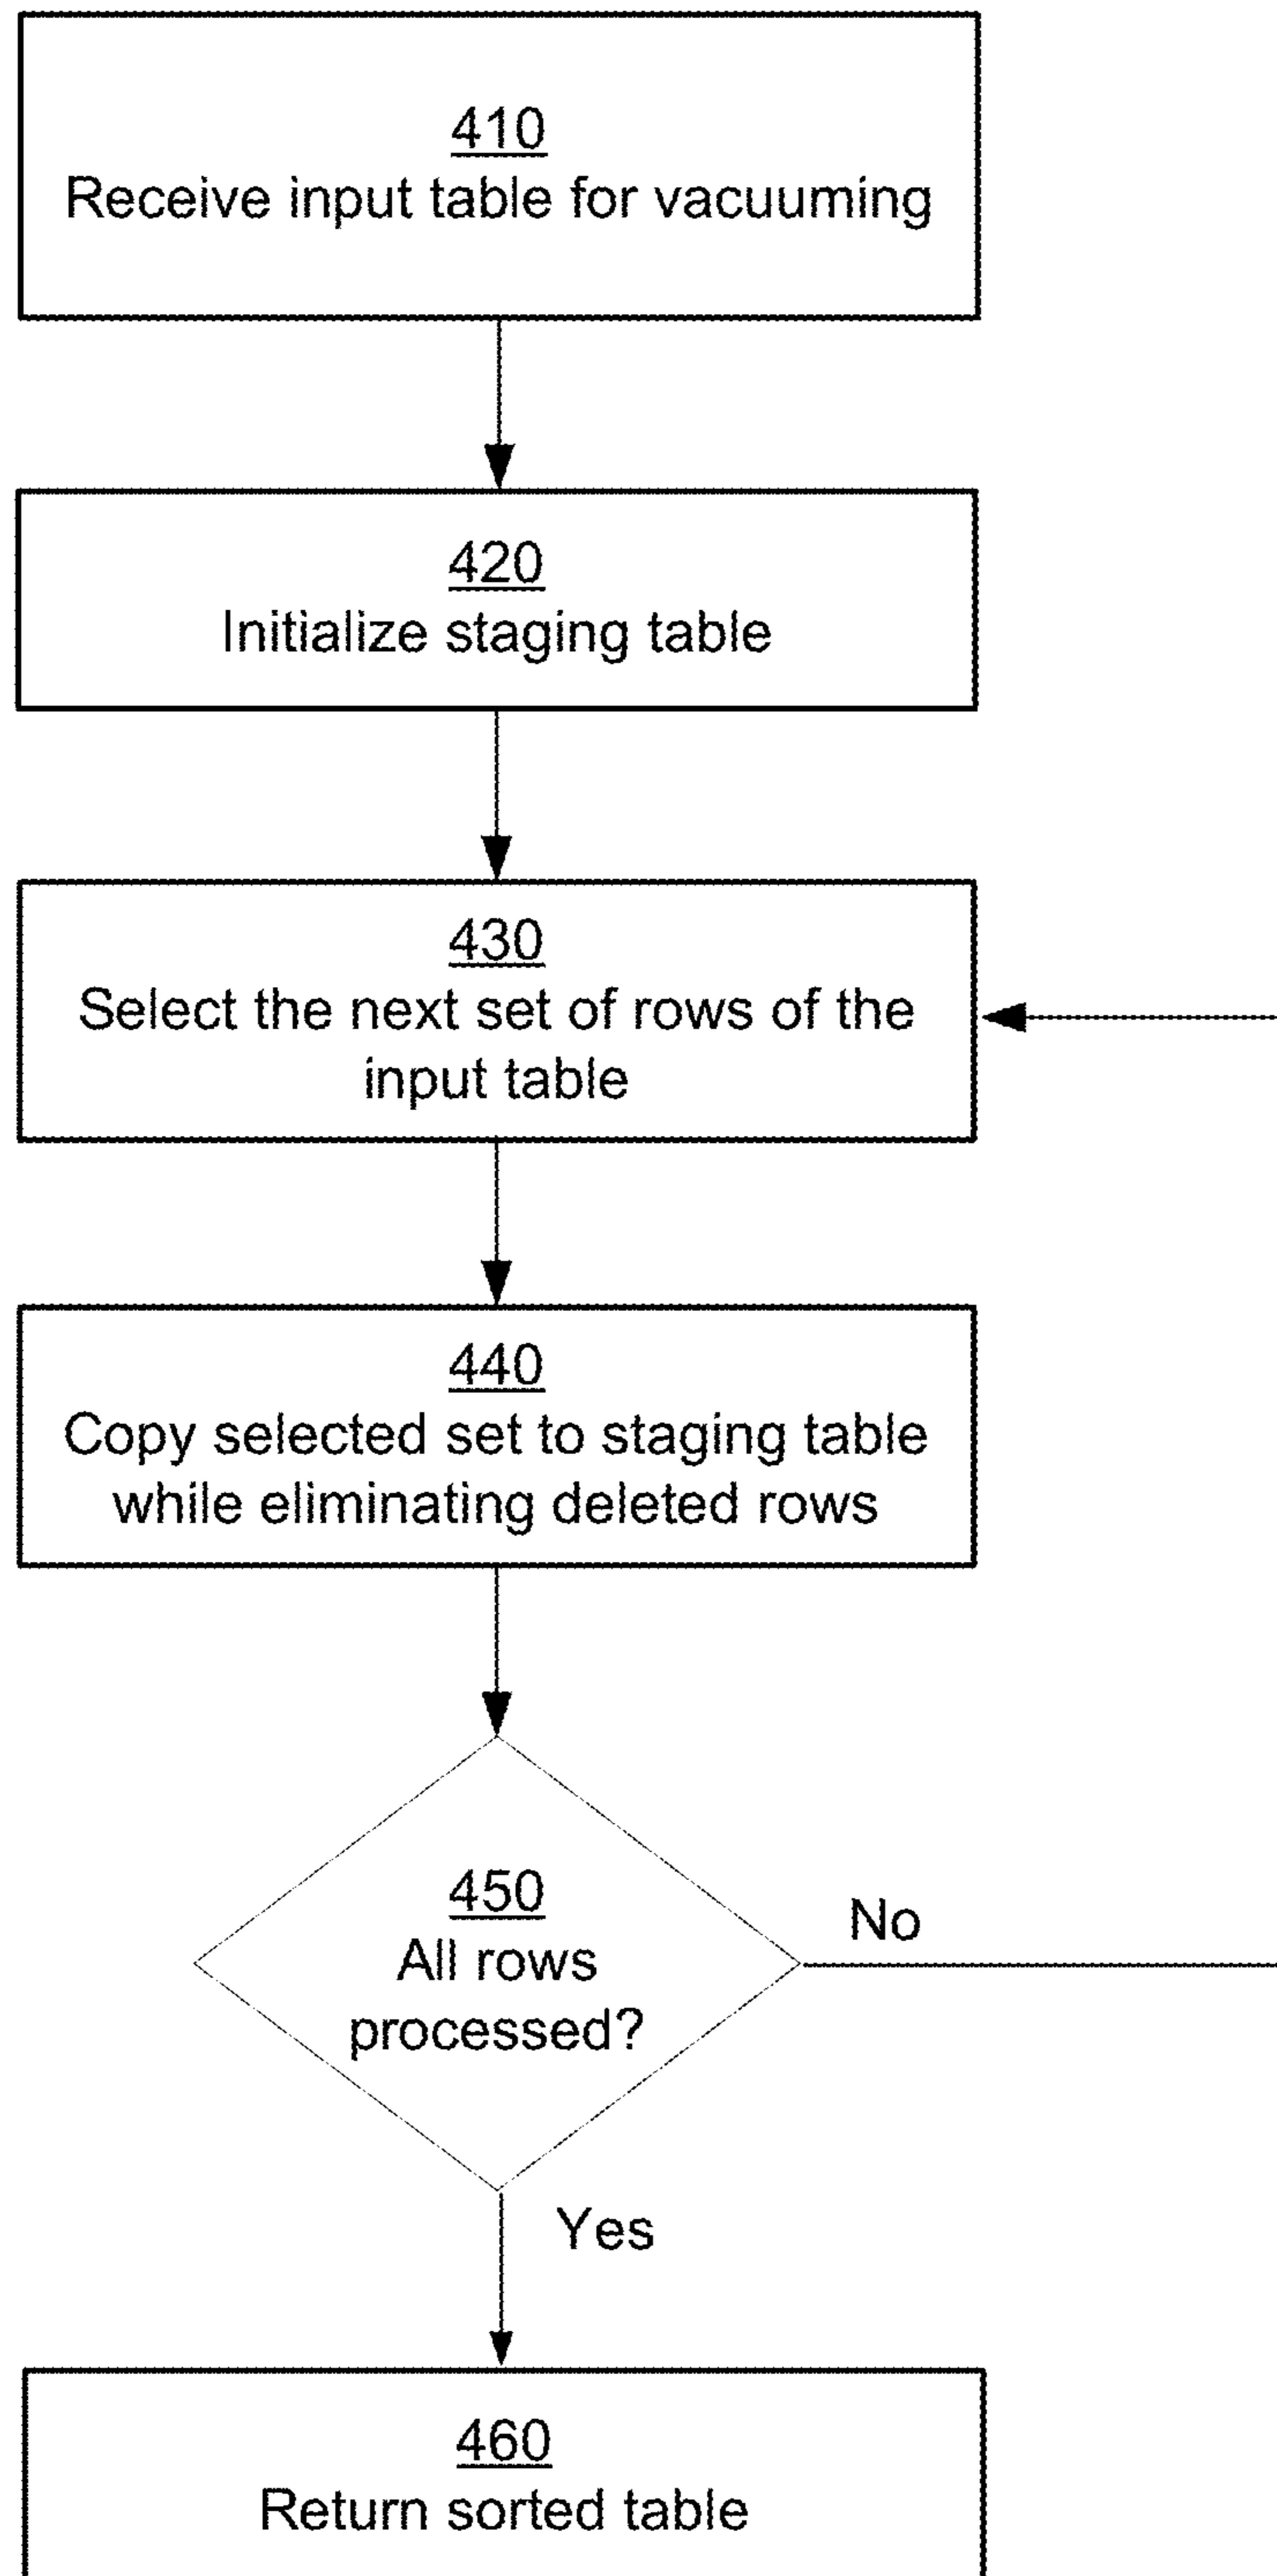 410
Receive input table for vacuuming
420
Initialize staging table
430
Select the next set of rows of the
input table
440
Copy selected set to staging table
while eliminating deleted rows
450
All rows
processed?
No
Yes
460
Return sorted table